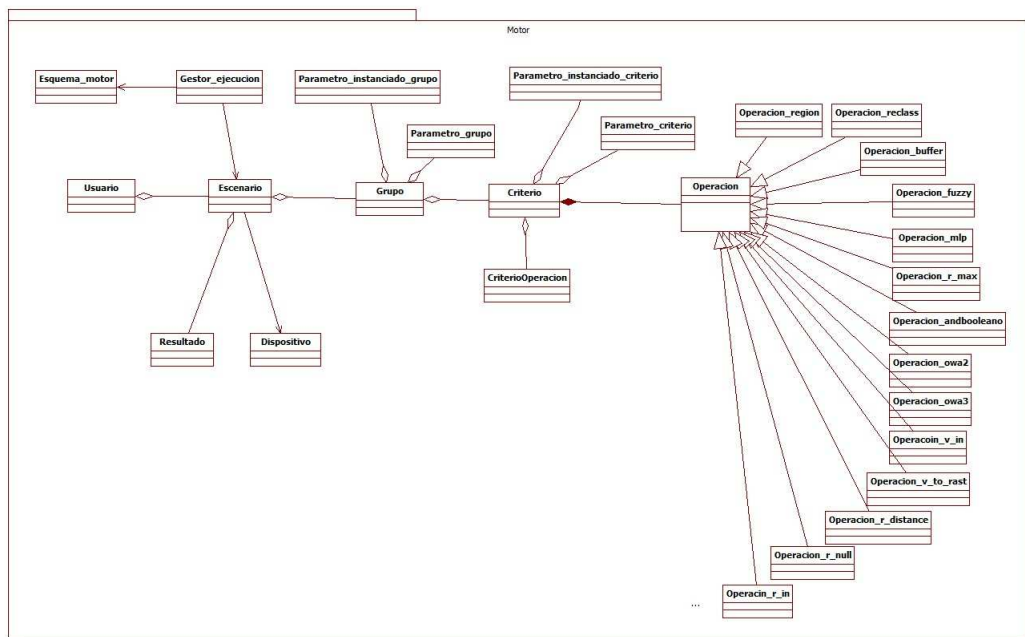 Motor
Esquema_motor
Gestor_ejecucion
Parametro_instanciado_grupo
Parametro_instanciado_criterio
Parametro_grupo
Parametro_criterio
Operacion_region
Operacion_reclass
Operacion_buffer
Usuario
Escenario
Grupo
Criterio
Operacion
Operacion_fuzzy
Operacion_mlp
CriterioOperacion
Operacion_r_max
Resultado
Dispositivo
Operacion_andbooleano
Operacion_owa2
Operacion_owa3
Operacoin_v_in
Operacion_v_to_rast
Operacion_r_distance
Operacion_r_null
Operacin_r_in
...